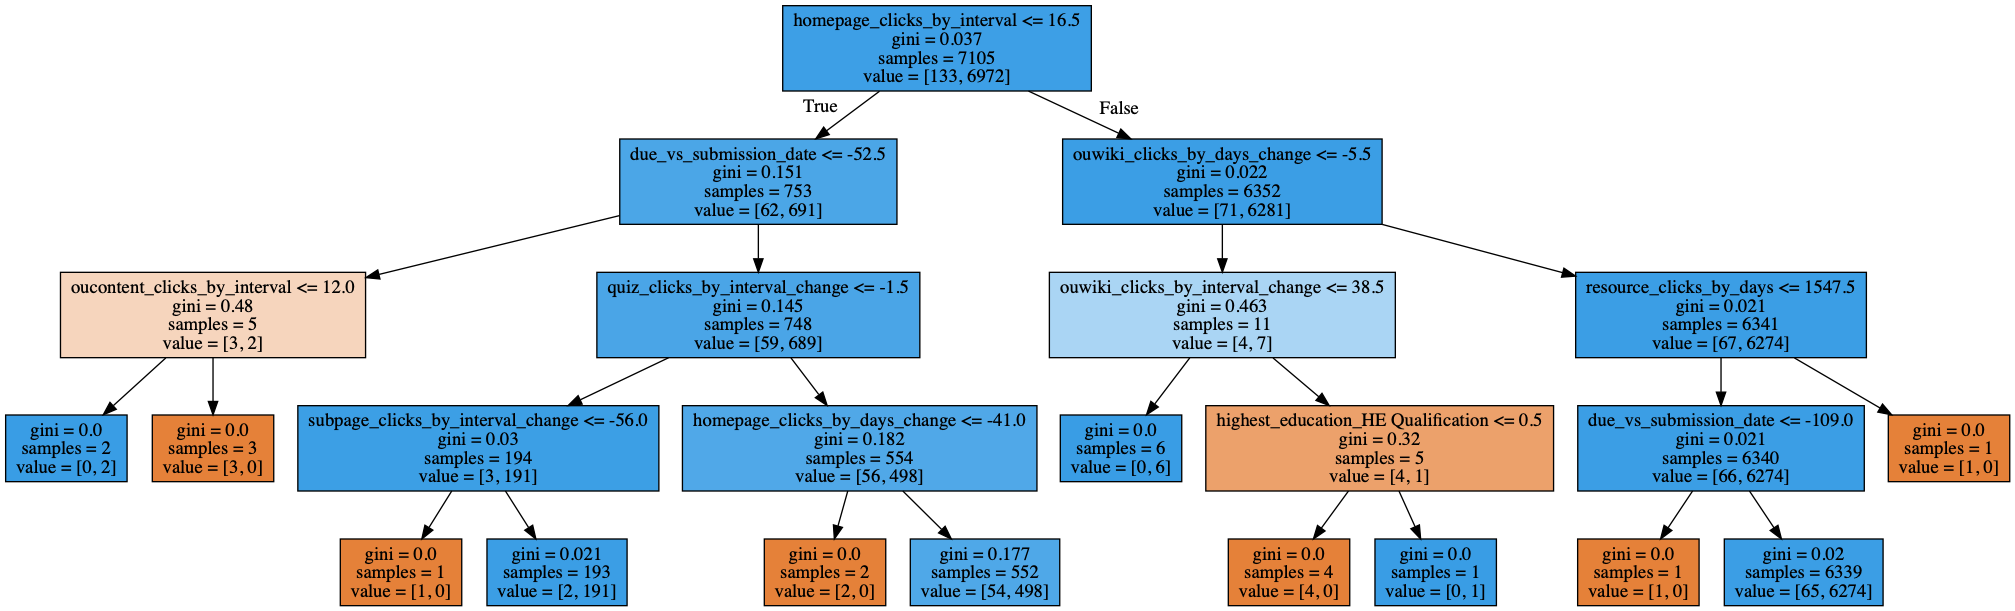 homepage_clicks_by_interval <= 16.5
gini = 0.037
samples = 7105
value = [133, 6972]
True
False
due_vs_submission_date <= -52.5
gini = 0.151
samples = 753
value = [62, 691]
ouwiki_clicks_by_days_change <= -5.5
gini = 0.022
samples = 6352
value = [71, 6281]
oucontent_clicks_by_interval <= 12.0
gini = 0.48
samples = 5
value = [3, 2]
quiz_clicks_by_interval_change <= -1.5
gini = 0.145
samples = 748
value = [59, 689]
ouwiki_clicks_by_interval_change <= 38.5
gini = 0.463
samples = 11
value = [4, 7]
resource_clicks_by_days <= 1547.5
gini = 0.021
samples = 6341
value = [67, 6274]
gini = 0.0
samples = 2
value = [0, 2]
gini = 0.0
samples = 3
value = [3, 0]
subpage_clicks_by_interval_change <= -56.0
gini = 0.03
samples = 194
value = [3, 191]
homepage_clicks_by_days_change <= -41.0
gini = 0.182
samples = 554
value = [56, 498]
gini = 0.0
samples = 6
value = [0, 6]
highest_education_HE Qualification <= 0.5
gini = 0.32
samples = 5
value = [4, 1]
due_vs_submission_date <= -109.0
gini = 0.021
samples = 6340
value = [66, 6274]
gini = 0.0
samples = 1
value = [1, 0]
gini = 0.0
samples = 1
value = [1, 0]
gini = 0.021
samples = 193
value = [2, 191]
gini = 0.0
samples = 2
value = [2, 0]
gini = 0.177
samples = 552
value = [54, 498]
gini = 0.0
samples = 4
value = [4, 0]
gini = 0.0
samples = 1
value = [0, 1]
gini = 0.0
samples = 1
value = [1, 0]
gini = 0.02
samples = 6339
value = [65, 6274]